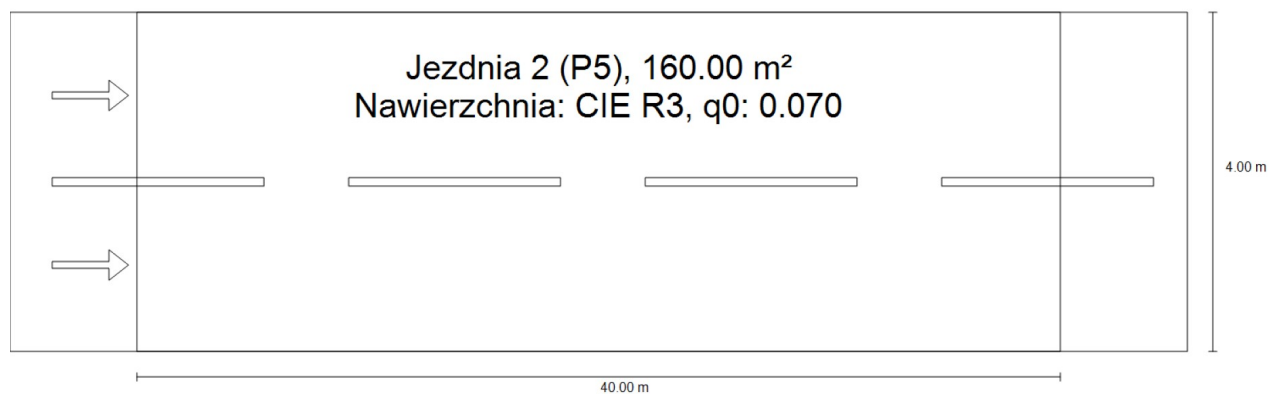 Jezdnia 2 (P5), 160.00 m²
Nawierzchnia: CIE R3, q0: 0.070
4.00 m
40.00 m